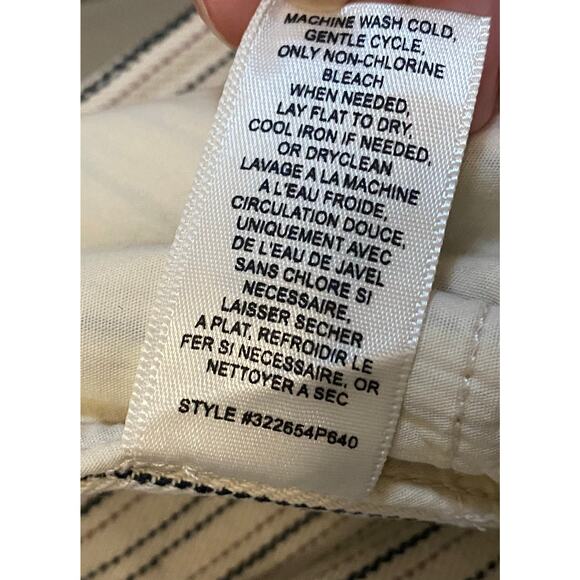 MACHINE WASH COLD,
GENTLE CYCLE,
ONLY NON-CHLORINE
BLEACH
WHEN NEEDED,
LAY FLAT TO DRY,
COOL IRON IF NEEDED,
OR DRYCLEAN
LAVAGE A LA MACHINE
A L'EAU FROIDE,
CIRCULATION DOUCE,
UNIQUEMENT AVEC
DE L'EAU DE JAVEL
SANS CHLORE SI
NECESSAIRE,
LAISSER SECHER
A PLAT, REFROIDIR LE
FER SI NECESSAIRE, OR
NETTOYER A SEC
STYLE #322654P640